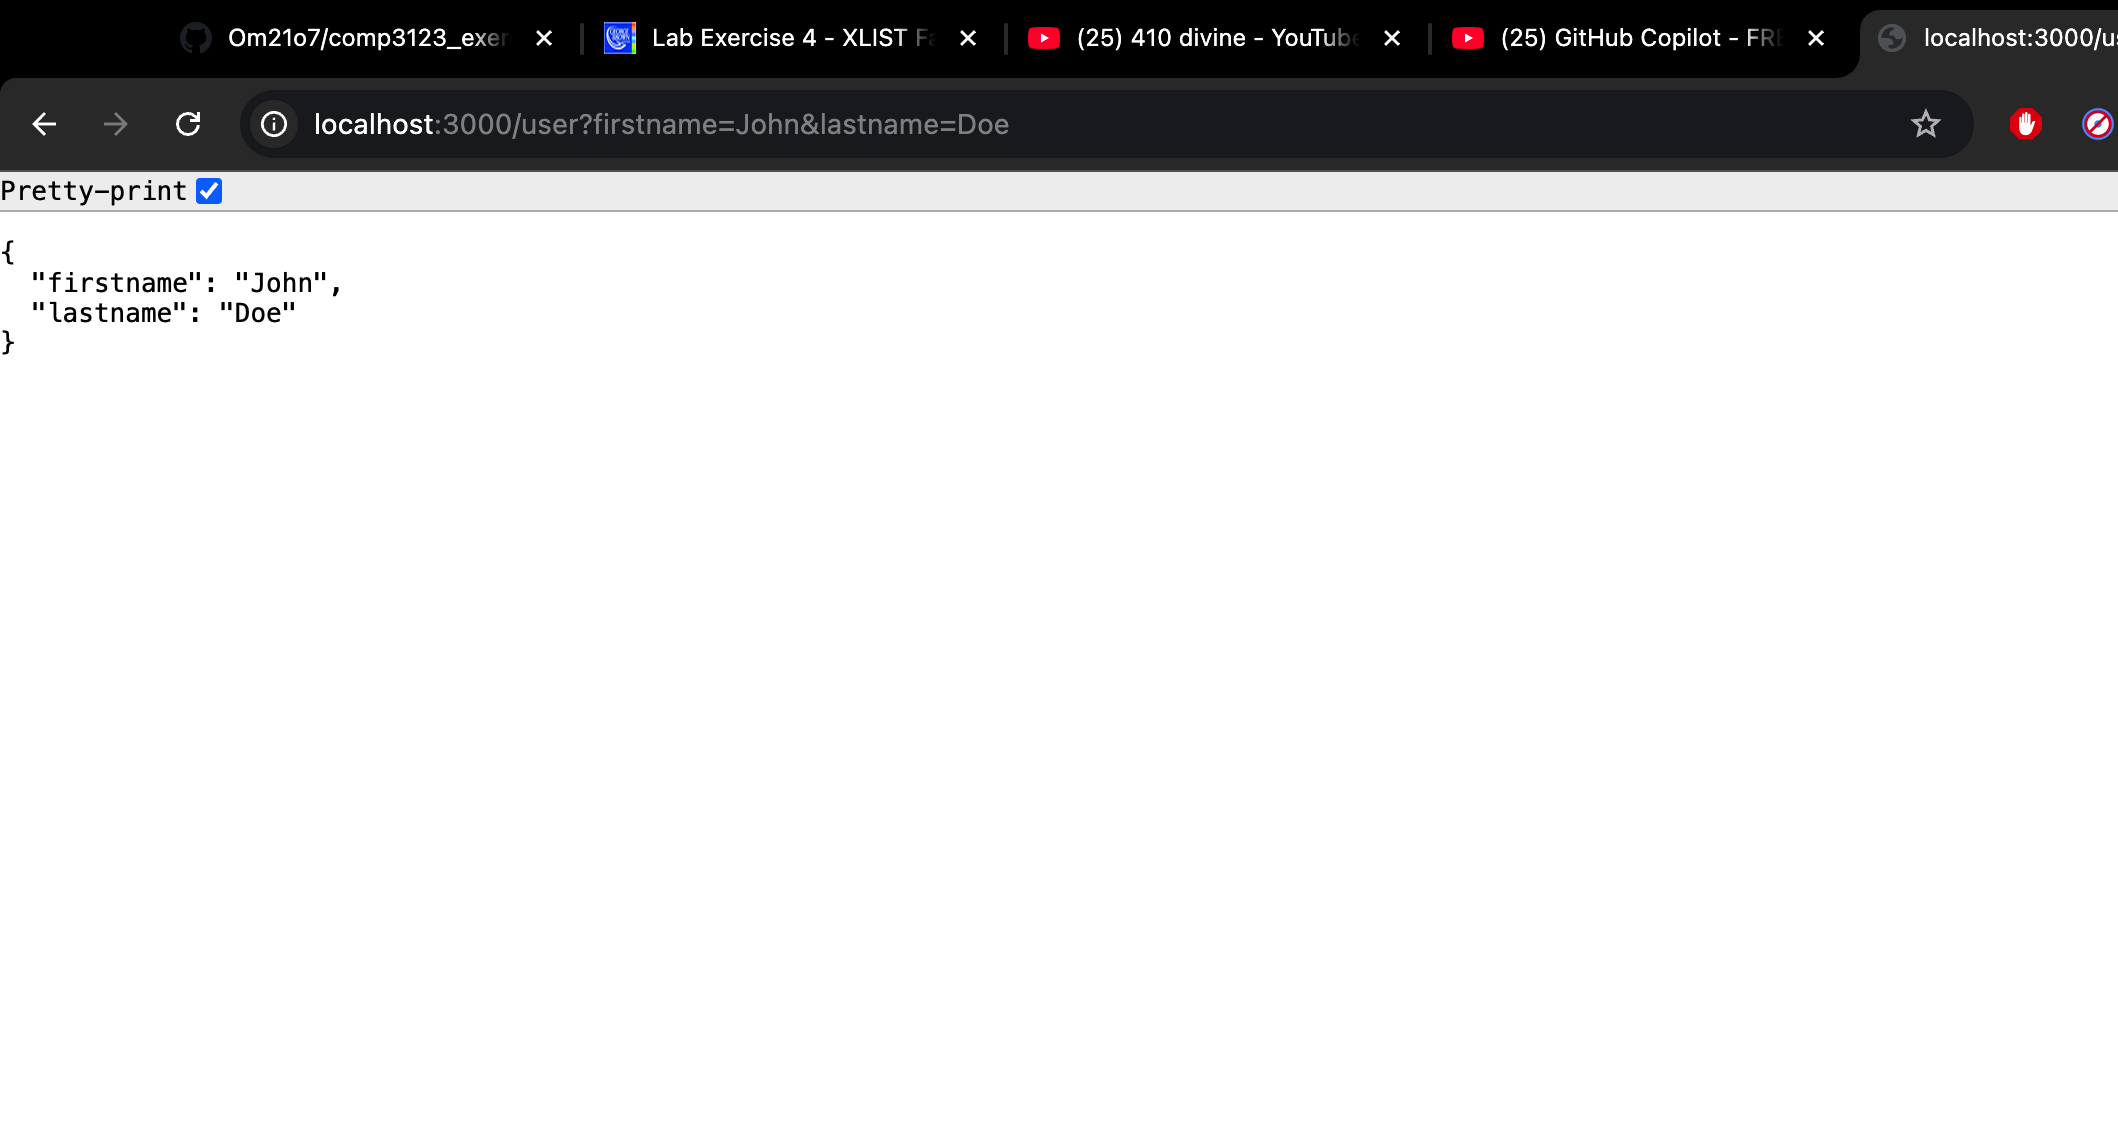 Om21o7/comp3123_exer
Lab Exercise 4 - XLIST Fa
(25) 410 divine - YouTube
(25) GitHub Copilot - FRE
localhost:3000/us
localhost:3000/user?firstname=John&lastname=Doe
Pretty-print
{
  "firstname": "John",
  "lastname": "Doe"
}